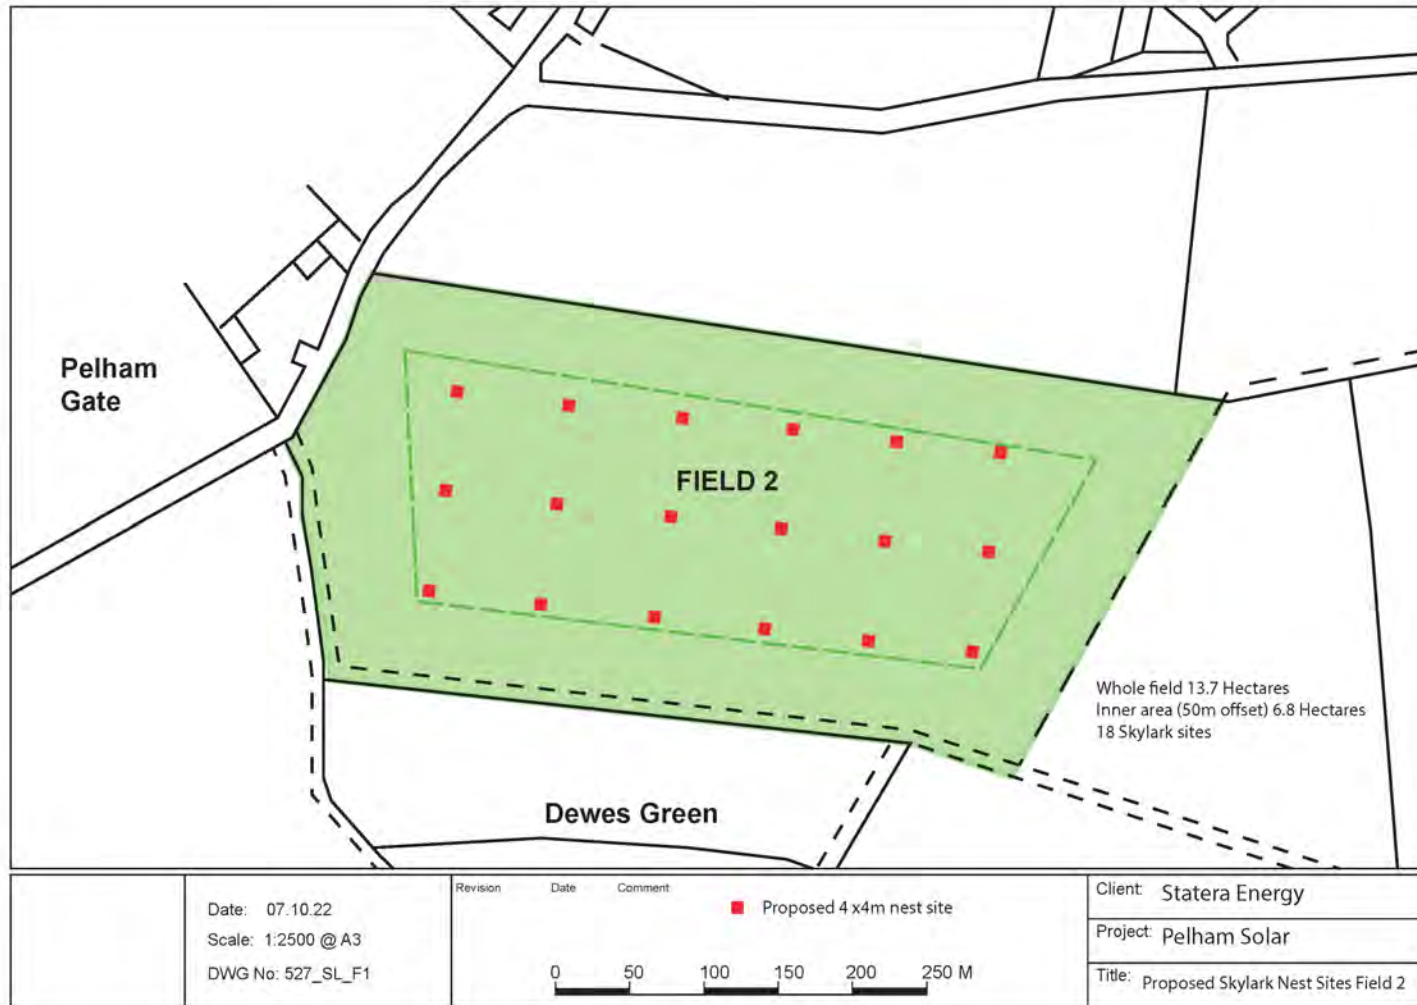 Pelham
Gate
FIELD 2
Whole field 13.7 Hectares
Inner area (50m offset) 6.8 Hectares
18 Skylark sites
Dewes Green
Date: 07.10.22
Scale: 1:2500 @ A3
DWG No: 527_SL_F1
Revision Date Comment
Proposed 4 x4m nest site
0 50 100 150 200 250 M
Client: Statera Energy
Project: Pelham Solar
Title: Proposed Skylark Nest Sites Field 2